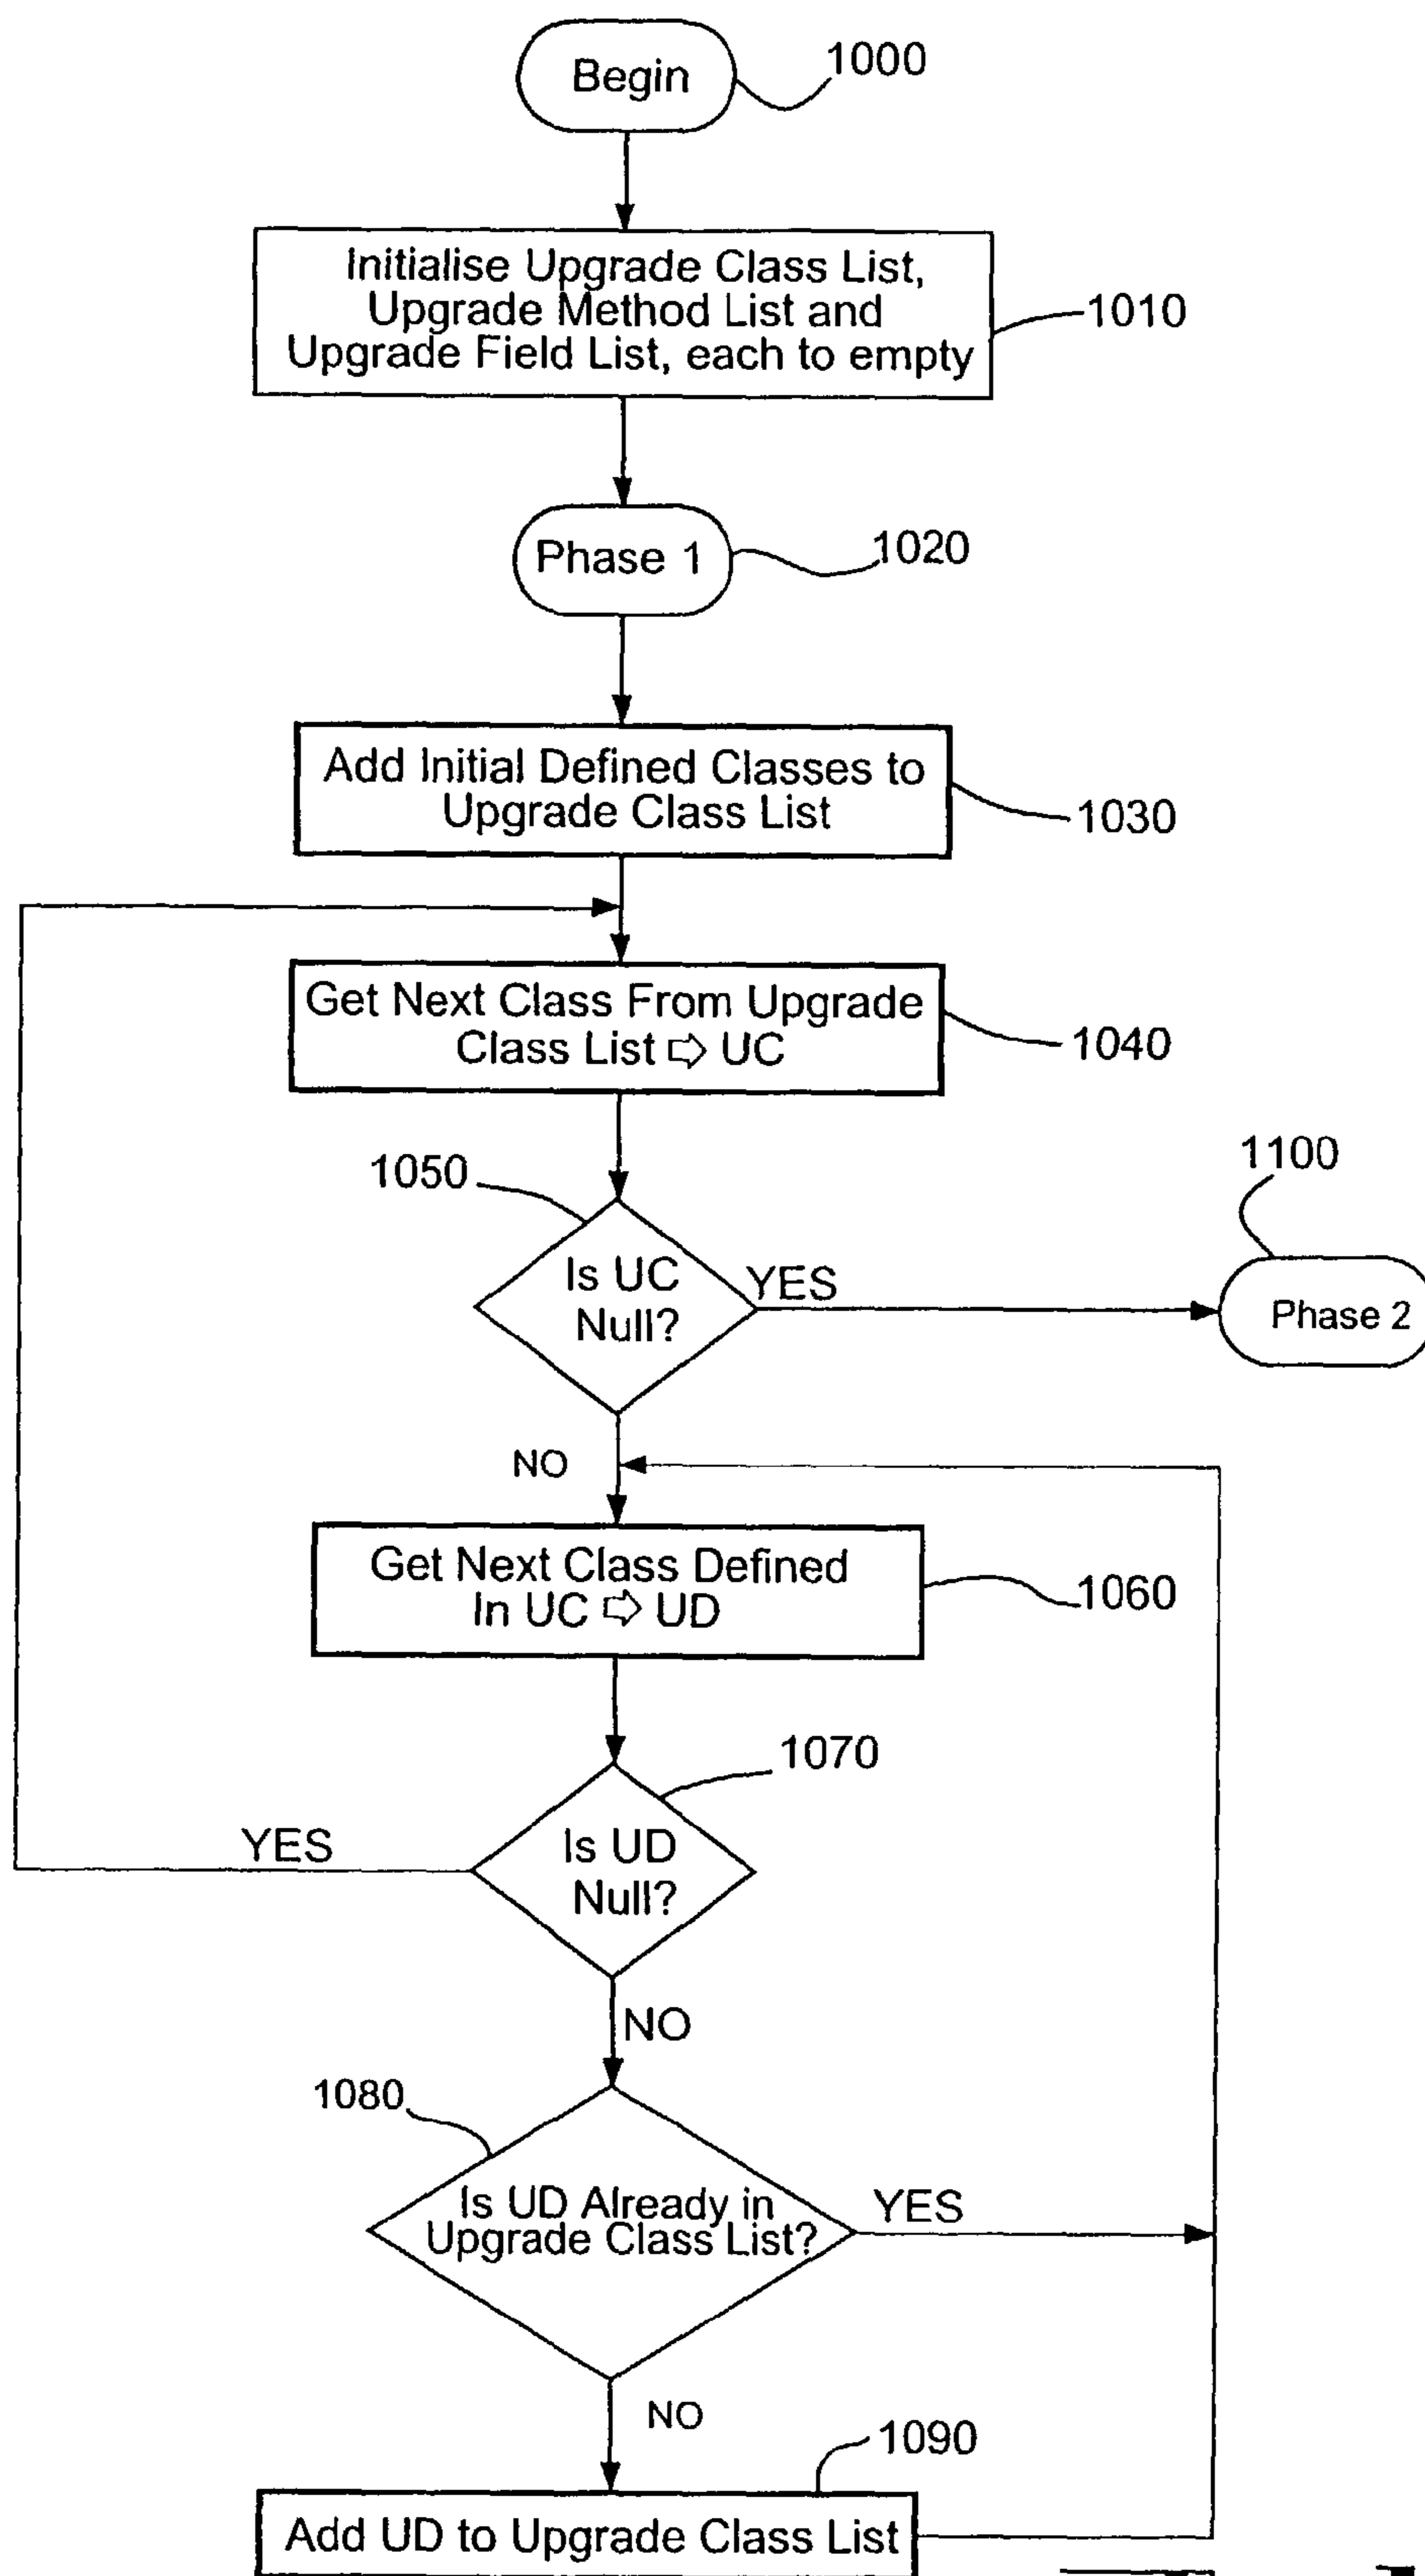 Begin
1000
Initialise Upgrade Class List,
Upgrade Method List and
Upgrade Field List, each to empty
1010
Phase 1
1020
Add Initial Defined Classes to
Upgrade Class List
1030
Get Next Class From Upgrade
Class List ⇨ UC
1040
1050
Is UC
Null?
YES
1100
Phase 2
NO
Get Next Class Defined
In UC ⇨ UD
1060
1070
Is UD
Null?
YES
NO
1080
Is UD Already in
Upgrade Class List?
YES
NO
1090
Add UD to Upgrade Class List